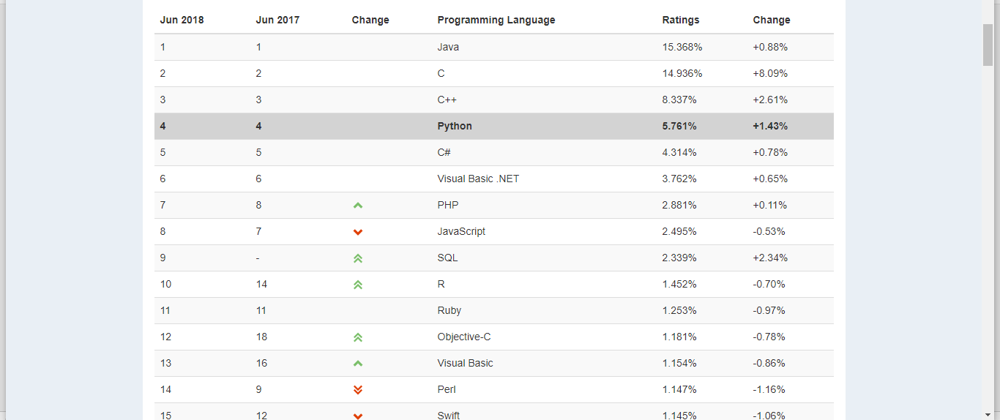 Jun 2018 Jun 2017 Change Programming Language Ratings Change
1 1 Java 15.368% +0.88%
2 2 C 14.936% +8.09%
3 3 C++ 8.337% +2.61%
4 4 Python 5.761% +1.43%
5 5 C# 4.314% +0.78%
6 6 Visual Basic .NET 3.762% +0.65%
7 8 PHP 2.881% +0.11%
8 7 JavaScript 2.495% -0.53%
9 - SQL 2.339% +2.34%
10 14 R 1.452% -0.70%
11 11 Ruby 1.253% -0.97%
12 18 Objective-C 1.181% -0.78%
13 16 Visual Basic 1.154% -0.86%
14 9 Perl 1.147% -1.16%
15 12 Swift 1.145% -1.06%